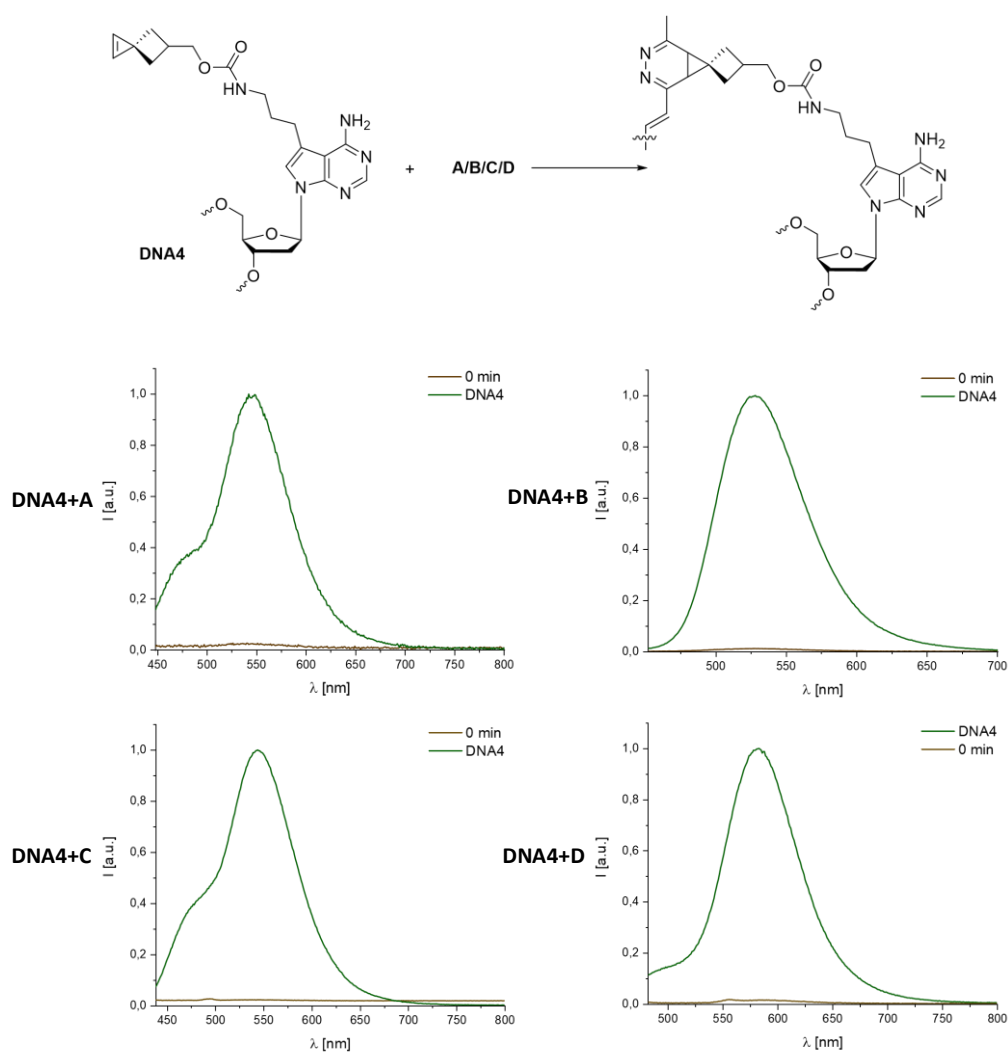 O
O
NH
NH₂
N
N
N
O
O
O
DNA4
+
A/B/C/D
N
N
O
O
NH
NH₂
N
N
N
O
O
O
DNA4+A
0 min
DNA4
I [a.u.]
1,0
0,8
0,6
0,4
0,2
0,0
450 500 550 600 650 700 750 800
λ [nm]
DNA4+B
0 min
DNA4
I [a.u.]
1,0
0,8
0,6
0,4
0,2
0,0
500 550 600 650 700
λ [nm]
DNA4+C
0 min
DNA4
I [a.u.]
1,0
0,8
0,6
0,4
0,2
0,0
450 500 550 600 650 700 750 800
λ [nm]
DNA4+D
DNA4
0 min
I [a.u.]
1,0
0,8
0,6
0,4
0,2
0,0
500 550 600 650 700 750 800
λ [nm]